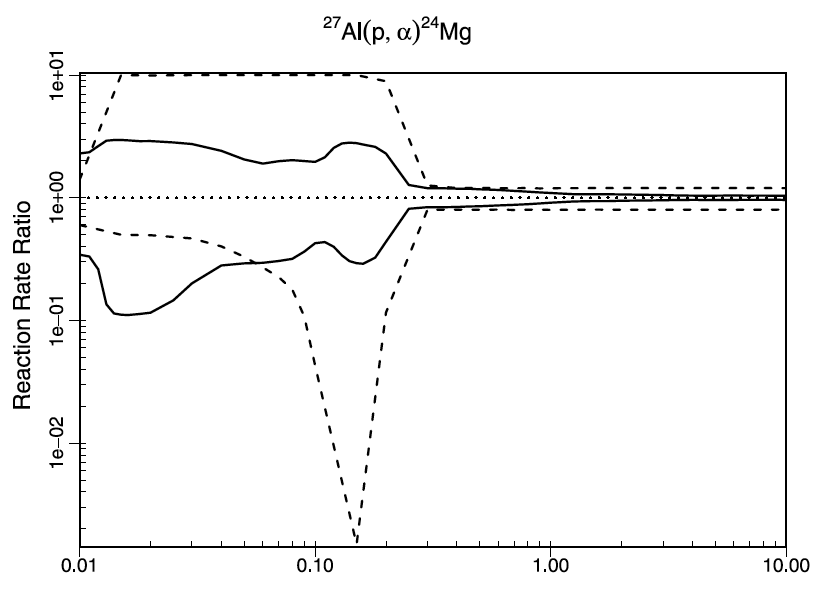 ²⁷Al(p, α)²⁴Mg
Reaction Rate Ratio
1e+01
1e+00
1e−01
1e−02
0.01 0.10 1.00 10.00